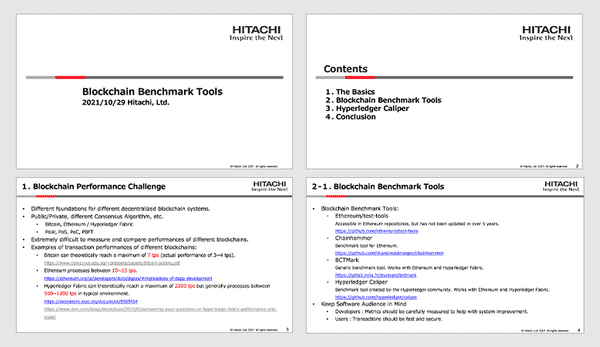 HITACHI
Inspire the Next
Blockchain Benchmark Tools
2021/10/29 Hitachi, Ltd.
© Hitachi, Ltd. 2021. All rights reserved.
HITACHI
Inspire the Next
Contents
1. The Basics
2. Blockchain Benchmark Tools
3. Hyperledger Caliper
4. Conclusion
© Hitachi, Ltd. 2021. All rights reserved.
2
1. Blockchain Performance Challenge
HITACHI
Inspire the Next
• Different foundations for different decentralized blockchain systems.
• Public/Private, different Consensus Algorithm, etc.
• Bitcoin, Ethereum / Hyperledger Fabric
• PoW, PoS, PoC, PBFT
• Extremely difficult to measure and compare performances of different blockchains.
• Examples of transaction performances of different blockchains:
• Bitcoin can theoretically reach a maximum of 7 tps (actual performance of 3~4 tps).
• Ethereum processes between 10~15 tps.
• Hyperledger Fabric can theoretically reach a maximum of 2200 tps but generally processes between
500~1200 tps in typical environment.
© Hitachi, Ltd. 2021. All rights reserved.
3
2-1. Blockchain Benchmark Tools
HITACHI
Inspire the Next
• Blockchain Benchmark Tools:
• Ethereum/test-tools
Accessible in Ethereum repositories, but has not been updated in over 5 years.
https://github.com/ethereum/test-tools
• Chainhammer
Benchmark tool for Ethereum.
https://github.com/drandreaskrueger/chainhammer
• BCTMark
Generic benchmark tool. Works with Ethereum and Hyperledger Fabric.
• Hyperledger Caliper
Benchmark tool created by the Hyperledger community. Works with Ethereum and Hyperledger Fabric.
https://github.com/hyperledger/caliper
• Keep Software Audience in Mind
• Developers : Metrics should be carefully measured to help with system improvement.
• Users : Transactions should be fast and secure.
© Hitachi, Ltd. 2021. All rights reserved.
4